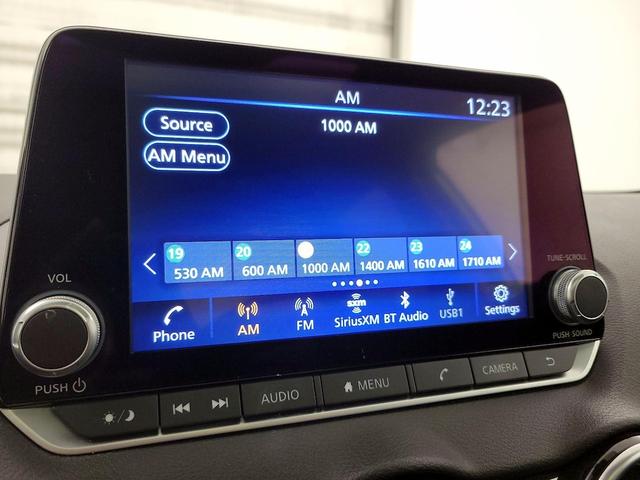 AM
12:23
Source
1000 AM
AM Menu
19
20
22
23
24
530 AM
600 AM
1000 AM
1400 AM
1610 AM
1710 AM
Phone
AM
FM
sxm
SiriusXM
BT Audio
USB1
Settings
VOL
PUSH
TUNE·SCROLL
PUSH·SOUND
AUDIO
MENU
CAMERA